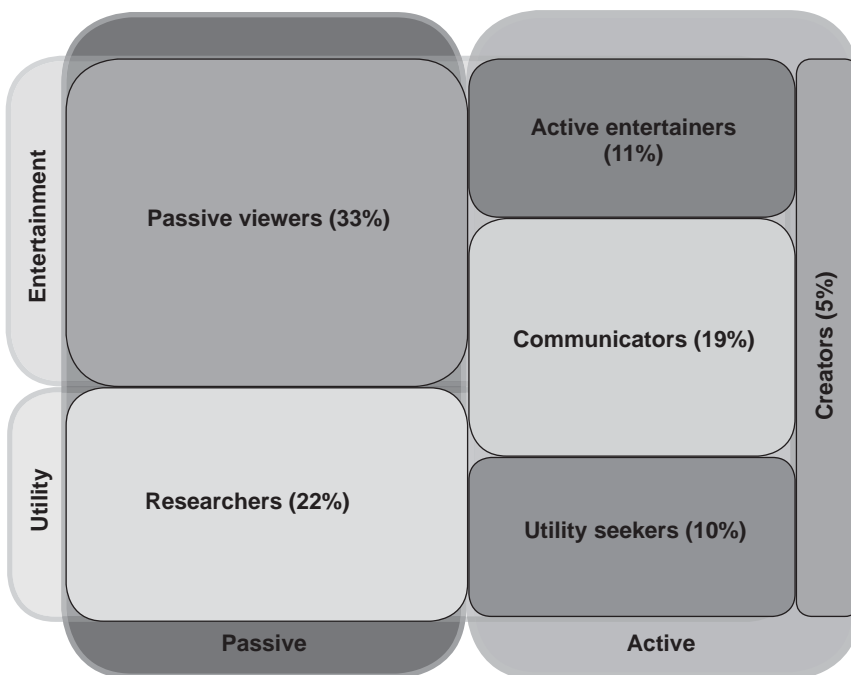 Entertainment
Passive viewers (33%)
Active entertainers
(11%)
Communicators (19%)
Creators (5%)
Utility
Researchers (22%)
Utility seekers (10%)
Passive
Active